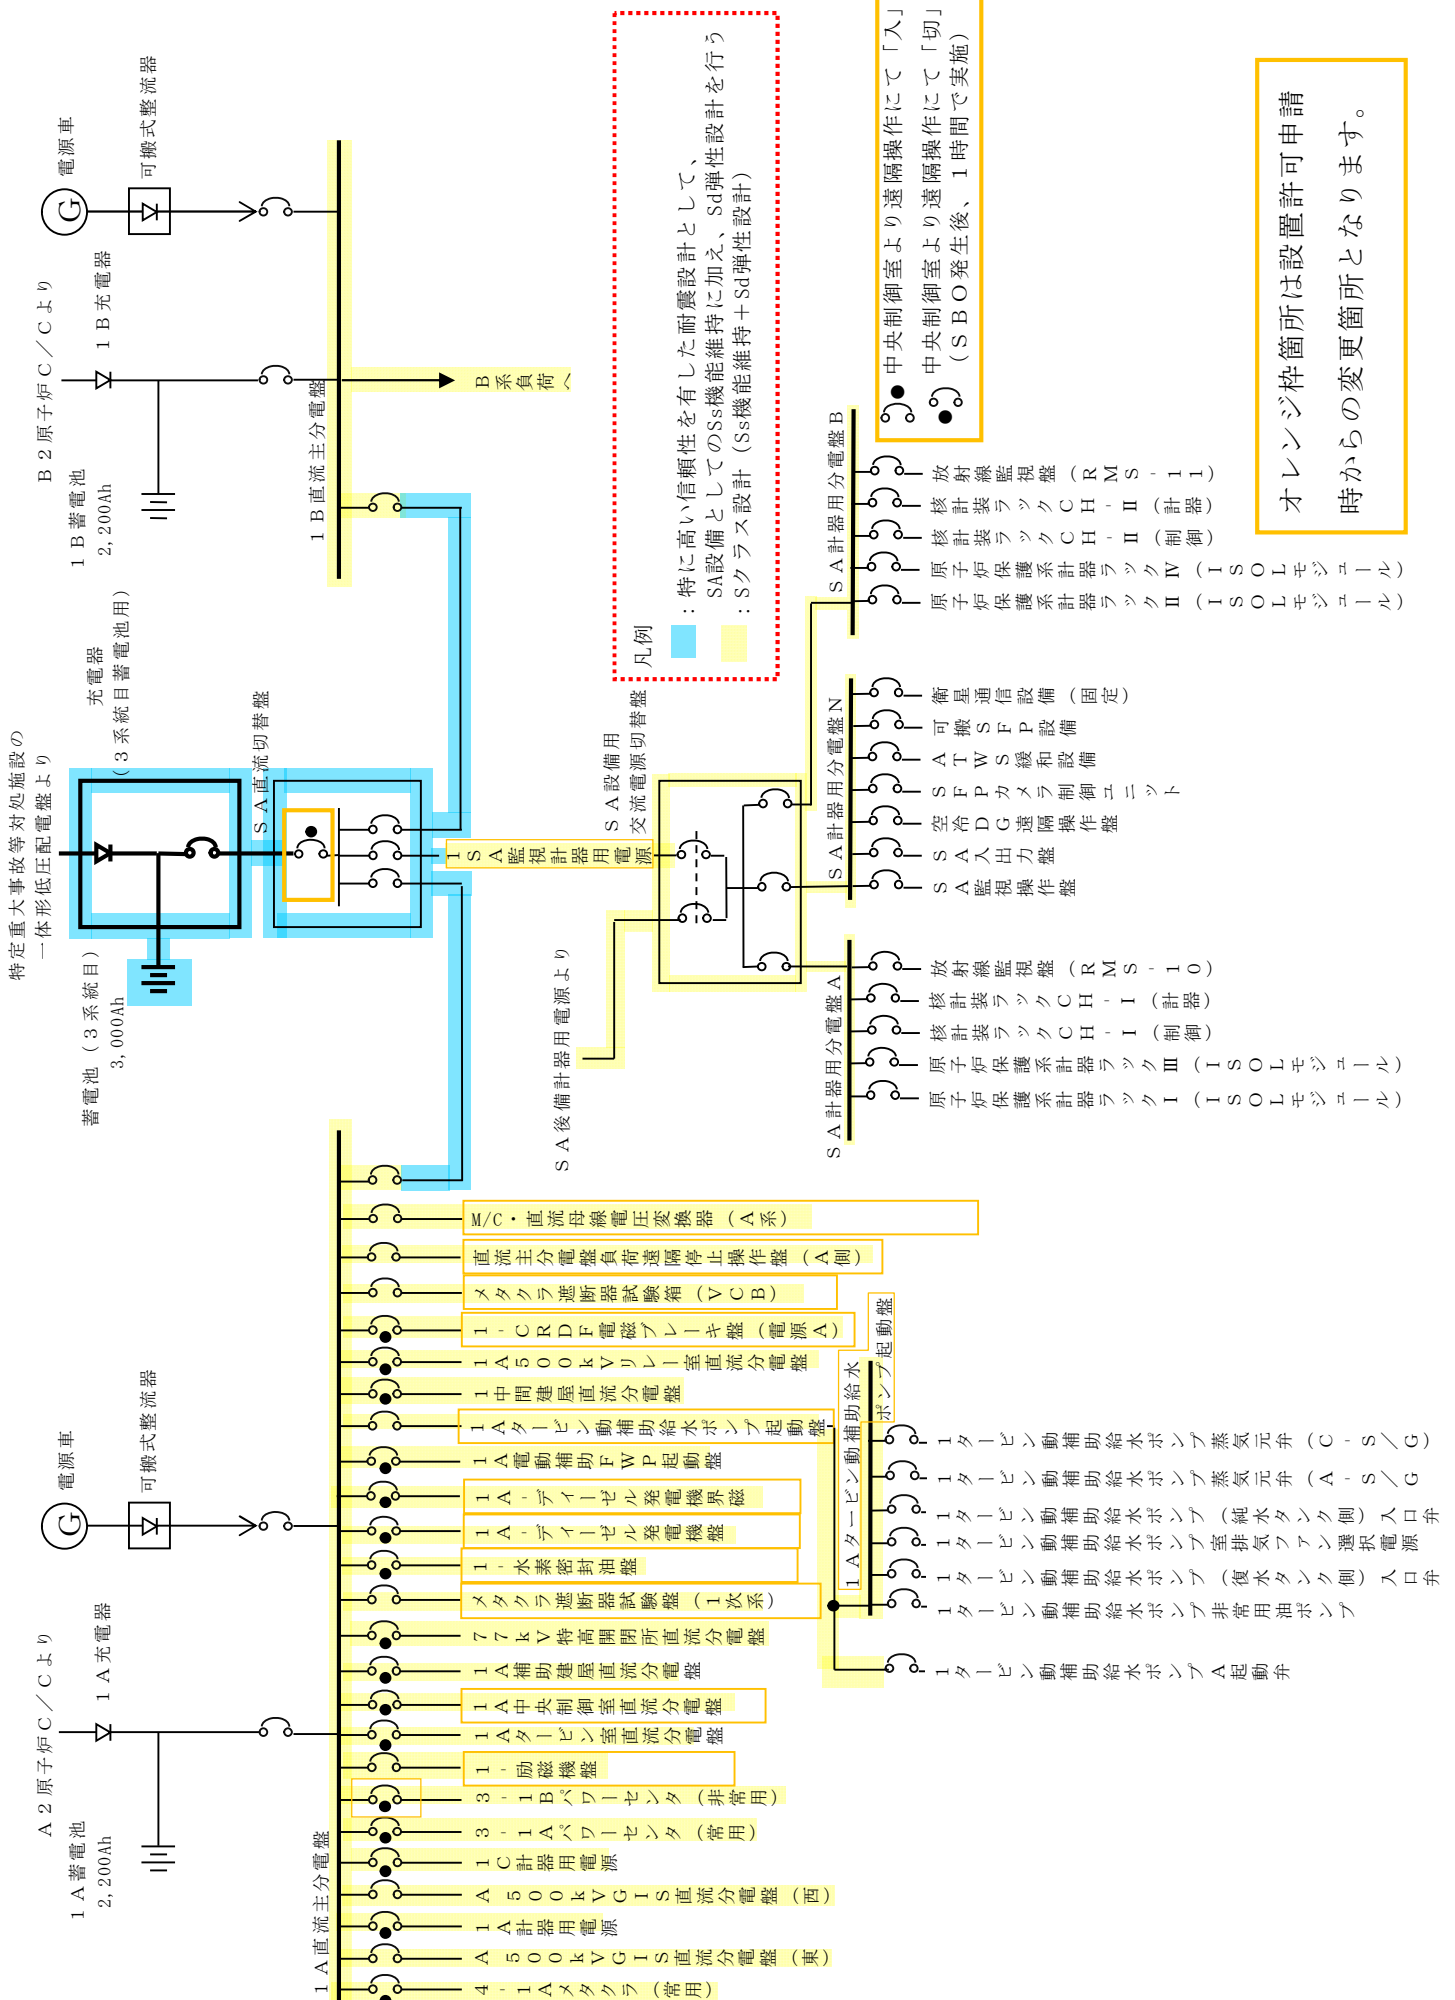 A2原子炉C/Cより
1A蓄電池
2,200Ah
1A充電器
G
電源車
可搬式整流器
1A直流主分電盤
4-1Aメタクラ(常用)
A 500kVGIS直流分電盤(東)
1A計器用電源
A 500kVGIS直流分電盤(西)
1C計器用電源
3-1Aパワーセンタ(常用)
3-1Bパワーセンタ(非常用)
1-励磁機盤
1Aタービン室直流分電盤
1A中央制御室直流分電盤
1A補助建屋直流分電盤
77kV特高開閉所直流分電盤
メタクラ遮断器試験盤(1次系)
1-水素密封油盤
1A-ディーゼル発電機盤
1A-ディーゼル発電機界磁
1A電動補助FWP起動盤
1Aタービン動補助給水ポンプ起動盤
1中間建屋直流分電盤
1A500kVリレー室直流分電盤
1-CRDF電磁ブレーキ盤(電源A)
メタクラ遮断器試験箱(VCB)
直流主分電盤負荷遠隔停止操作盤(A側)
M/C・直流母線電圧変換器(A系)
1Aタービン動補助給水
ポンプ起動盤
1タービン動補助給水ポンプA起動弁
1タービン動補助給水ポンプ非常用油ポンプ
1タービン動補助給水ポンプ(復水タンク側)入口弁
1タービン動補助給水ポンプ室排気ファン選択電源
1タービン動補助給水ポンプ(純水タンク側)入口弁
1タービン動補助給水ポンプ蒸気元弁(A-S/G
1タービン動補助給水ポンプ蒸気元弁(C-S/G)
特定重大事故等対処施設の
一体形低圧配電盤より
充電器
(3系統目蓄電池用)
蓄電池(3系統目)
3,000Ah
SA直流切替盤
1SA監視計器用電源
SA後備計器用電源より
SA設備用
交流電源切替盤
SA計器用分電盤A
原子炉保護系計器ラックⅠ(ISOLモジュール)
原子炉保護系計器ラックⅢ(ISOLモジュール)
核計装ラックCH-Ⅰ(制御)
核計装ラックCH-Ⅰ(計器)
放射線監視盤(RMS-10)
SA計器用分電盤N
SA監視操作盤
SA入出力盤
空冷DG遠隔操作盤
SFPカメラ制御ユニット
ATWS緩和設備
可搬SFP設備
衛星通信設備(固定)
SA計器用分電盤B
原子炉保護系計器ラックⅡ(ISOLモジュール)
原子炉保護系計器ラックⅣ(ISOLモジュール)
核計装ラックCH-Ⅱ(制御)
核計装ラックCH-Ⅱ(計器)
放射線監視盤(RMS-11)
B2原子炉C/Cより
1B蓄電池
2,200Ah
1B充電器
G
電源車
可搬式整流器
1B直流主分電盤
B系負荷へ
凡例
:特に高い信頼性を有した耐震設計として、
SA設備としてのSs機能維持に加え、Sd弾性設計を行う
:Sクラス設計(Ss機能維持+Sd弾性設計)
中央制御室より遠隔操作にて「入」
中央制御室より遠隔操作にて「切」
(SBO発生後、1時間で実施)
オレンジ枠箇所は設置許可申請
時からの変更箇所となります。